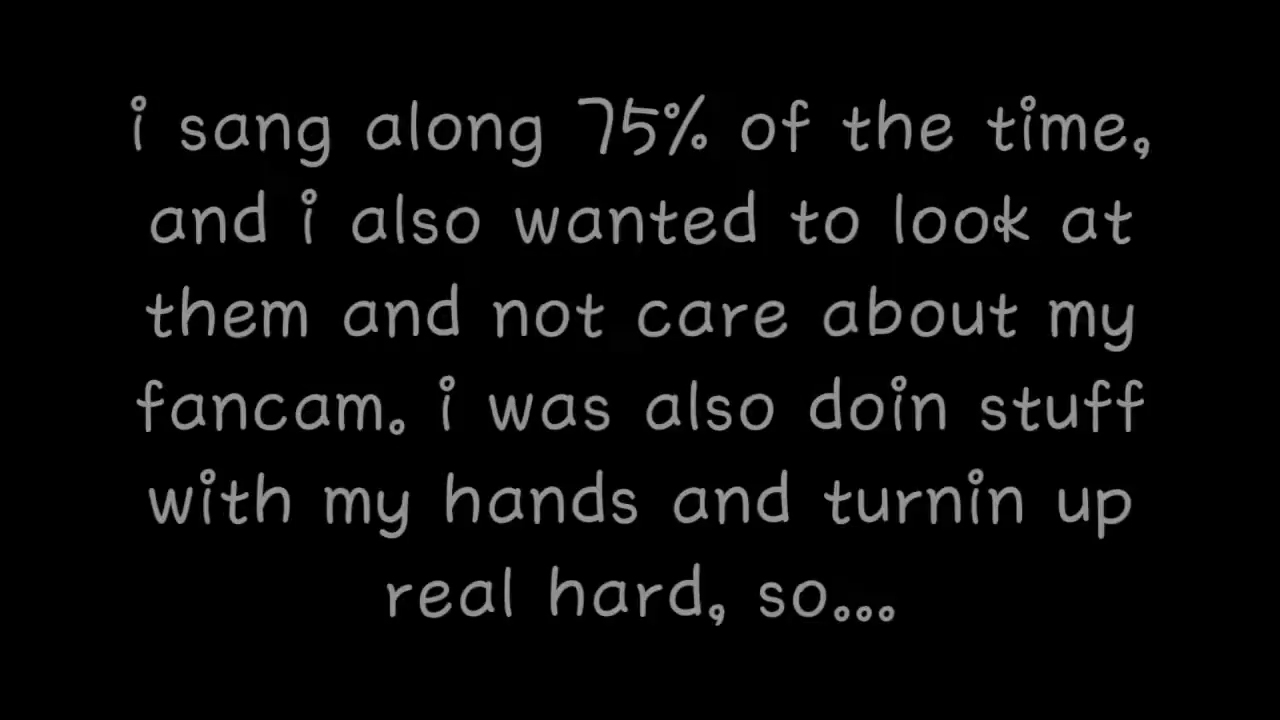 i sang along 75% of the time,
and i also wanted to look at
them and not care about my
fancam. i was also doin stuff
with my hands and turnin up
real hard, so...